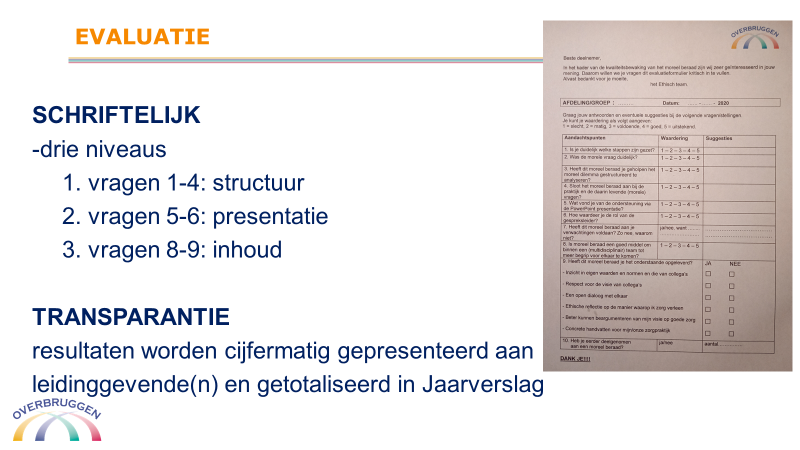 EVALUATIE
SCHRIFTELIJK
-drie niveaus
1. vragen 1-4: structuur
2. vragen 5-6: presentatie
3. vragen 8-9: inhoud
TRANSPARANTIE
resultaten worden cijfermatig gepresenteerd aan
leidinggevende(n) en getotaliseerd in Jaarverslag
OVERBRUGGEN
OVERBRUGGEN
Beste deelnemer,
In het kader van de kwaliteitsbewaking van het moreel beraad zijn wij zeer geïnteresseerd in jouw
mening. Daarom willen we je vragen dit evaluatieformulier kritisch in te vullen.
Alvast bedankt voor je moeite,
het Ethisch team.
AFDELING/GROEP : ......... Datum: ...... - ...... - 2020
Graag jouw antwoorden en eventuele suggesties bij de volgende vragen/stellingen.
Je kunt je waardering als volgt aangeven:
1 = slecht, 2 = matig, 3 = voldoende, 4 = goed, 5 = uitstekend.
Aandachtspunten Waardering Suggesties
1. Is je duidelijk welke stappen zijn gezet? 1 – 2 – 3 – 4 – 5
2. Was de morele vraag duidelijk? 1 – 2 – 3 – 4 – 5
3. Heeft dit moreel beraad je geholpen het 1 – 2 – 3 – 4 – 5
moreel dilemma gestructureerd te
analyseren?
4. Sloot het moreel beraad aan bij de 1 – 2 – 3 – 4 – 5
praktijk en de daarin levende (morele)
vragen?
5. Wat vond je van de ondersteuning via 1 – 2 – 3 – 4 – 5
de PowerPoint presentatie?
6. Hoe waardeer je de rol van de 1 – 2 – 3 – 4 – 5
gespreksleider?
7. Heeft dit moreel beraad aan je ja/nee, want
verwachtingen voldaan? Zo nee, waarom
niet?
8. Is moreel beraad een goed middel om 1 – 2 – 3 – 4 – 5
binnen een (multidisciplinair) team tot
meer begrip voor elkaar te komen?
9. Heeft dit moreel beraad je het onderstaande opgeleverd? JA NEE
- Inzicht in eigen waarden en normen en die van collega's
- Respect voor de visie van collega's
- Een open dialoog met elkaar
- Ethische reflectie op de manier waarop ik zorg verleen
- Beter kunnen beargumenteren van mijn visie op goede zorg
- Concrete handvatten voor mijn/onze zorgpraktijk
10. Heb je eerder deelgenomen ja/nee aantal ............
aan een moreel beraad?
DANK JE!!!!